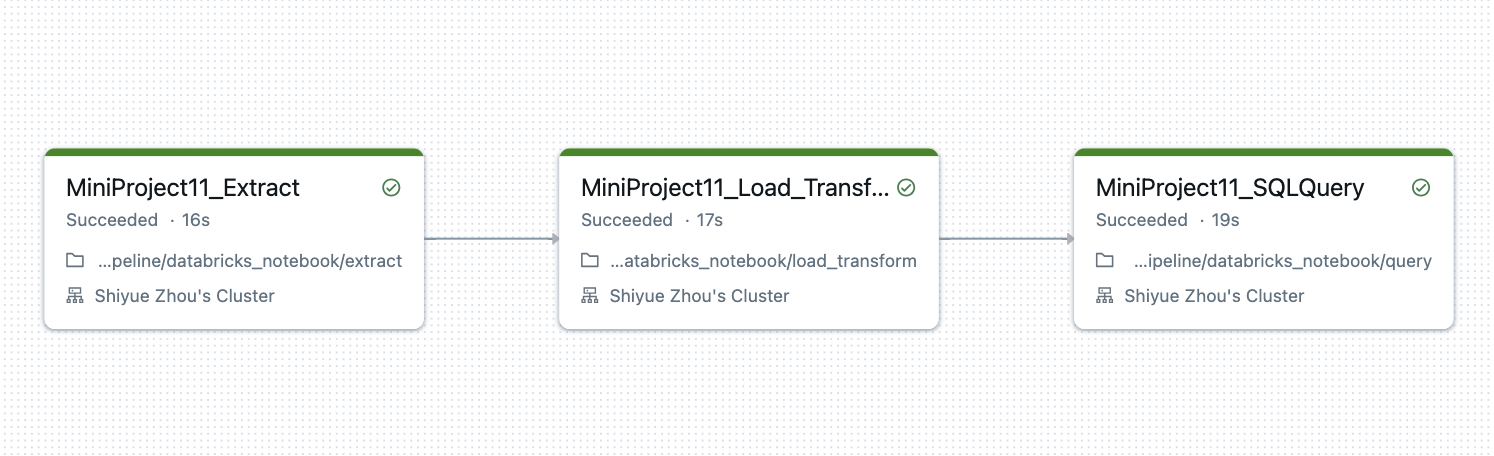 MiniProject11_Extract
Succeeded · 16s
...peline/databricks_notebook/extract
Shiyue Zhou's Cluster
MiniProject11_Load_Transf...
Succeeded · 17s
...atabricks_notebook/load_transform
Shiyue Zhou's Cluster
MiniProject11_SQLQuery
Succeeded · 19s
...ipeline/databricks_notebook/query
Shiyue Zhou's Cluster